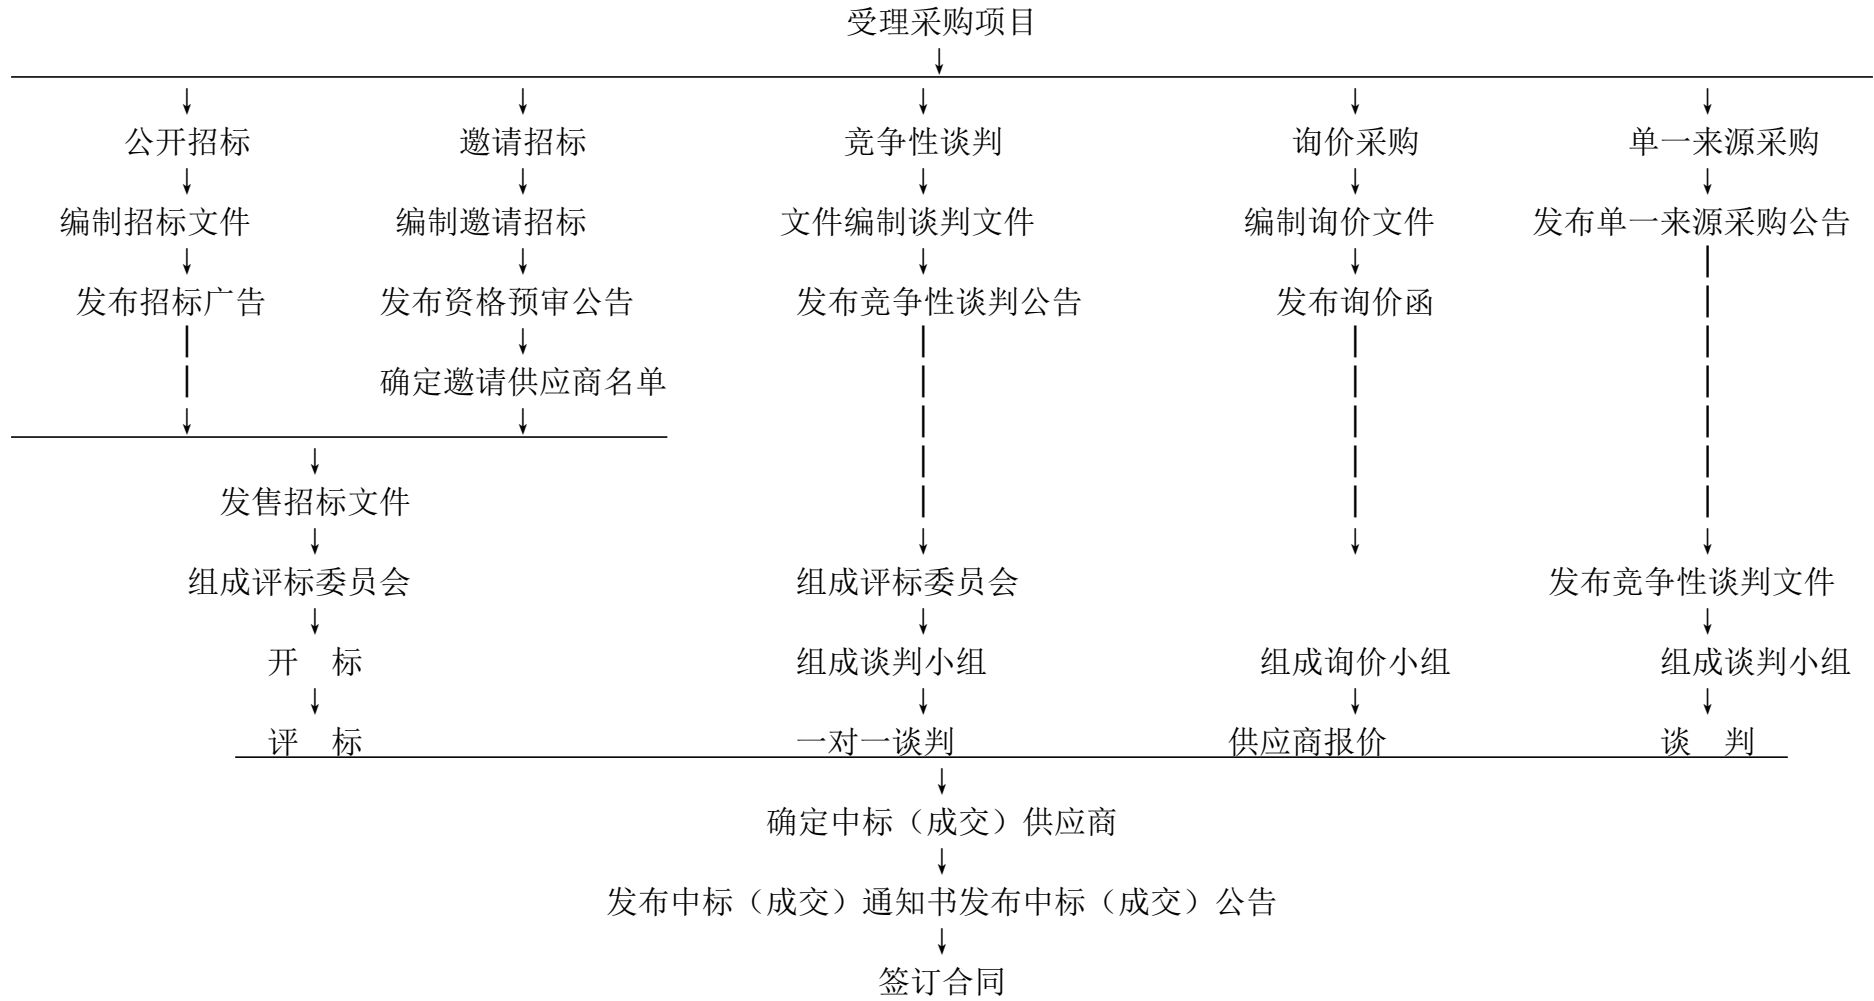 受理采购项目
公开招标 邀请招标 竞争性谈判 询价采购 单一来源采购
编制招标文件 编制邀请招标 文件编制谈判文件 编制询价文件 发布单一来源采购公告
发布招标广告 发布资格预审公告 发布竞争性谈判公告 发布询价函
确定邀请供应商名单
发售招标文件
组成评标委员会 组成评标委员会 发布竞争性谈判文件
开 标 组成谈判小组 组成询价小组 组成谈判小组
评 标 一对一谈判 供应商报价 谈 判
确定中标（成交）供应商
发布中标（成交）通知书发布中标（成交）公告
签订合同